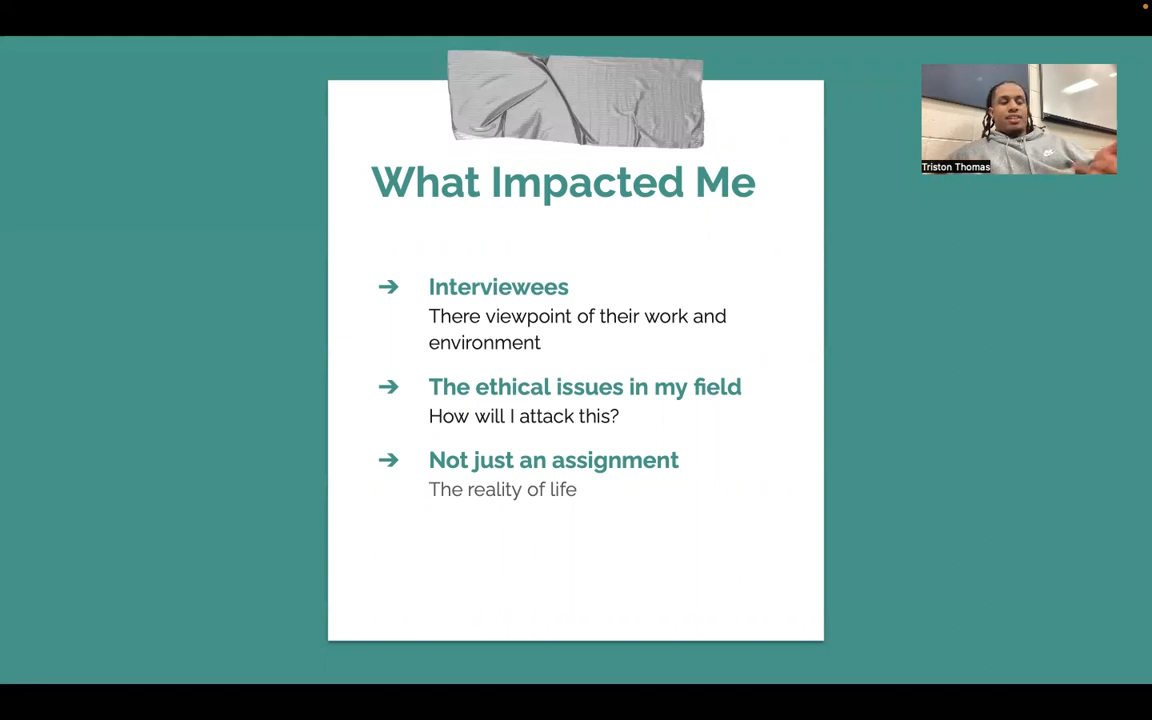 What Impacted Me
➔ Interviewees
There viewpoint of their work and
environment
➔ The ethical issues in my field
How will I attack this?
➔ Not just an assignment
The reality of life
Triston Thomas